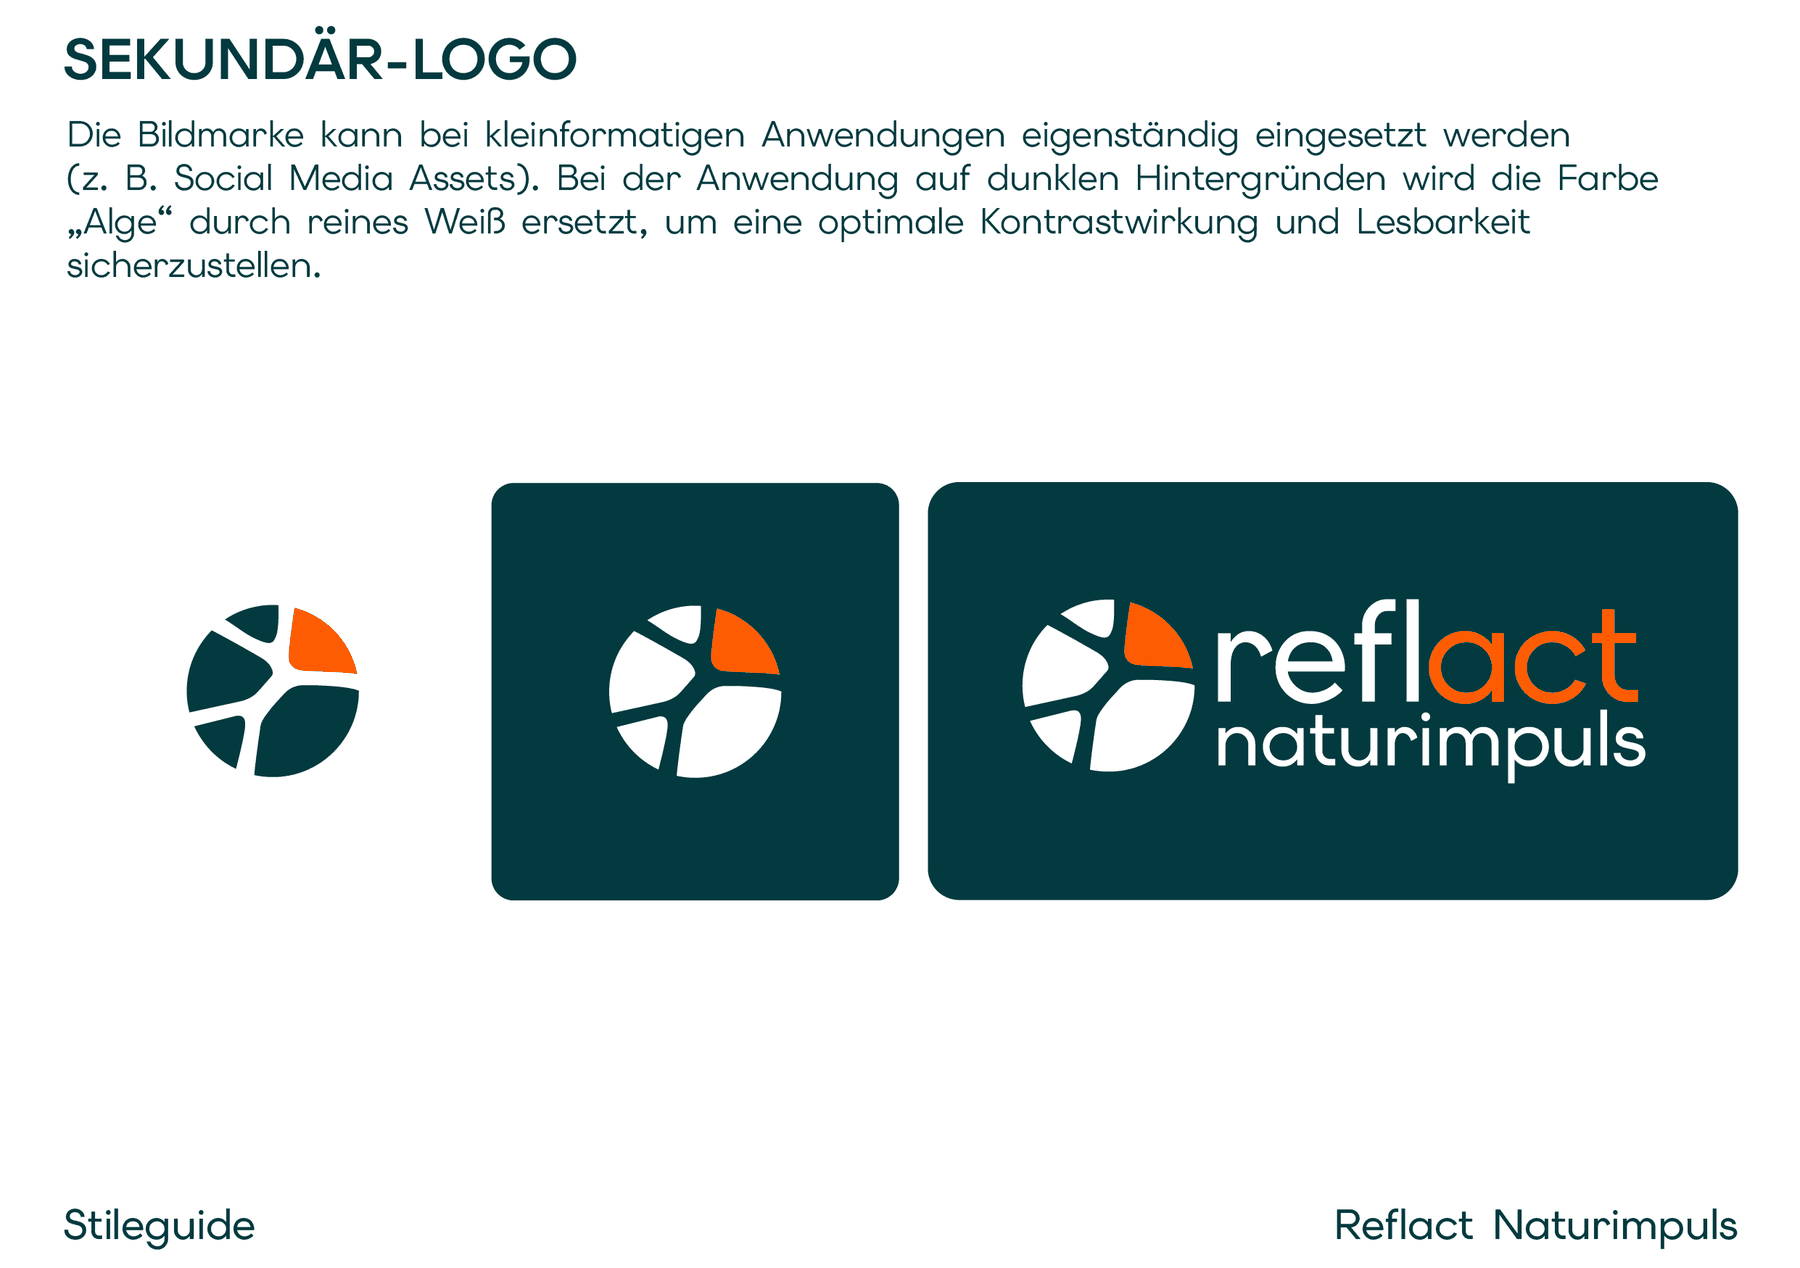 SEKUNDÄR-LOGO
Die Bildmarke kann bei kleinformatigen Anwendungen eigenständig eingesetzt werden
(z. B. Social Media Assets). Bei der Anwendung auf dunklen Hintergründen wird die Farbe
„Alge“ durch reines Weiß ersetzt, um eine optimale Kontrastwirkung und Lesbarkeit
sicherzustellen.
reflact
naturimpuls
Stileguide
Reflact Naturimpuls